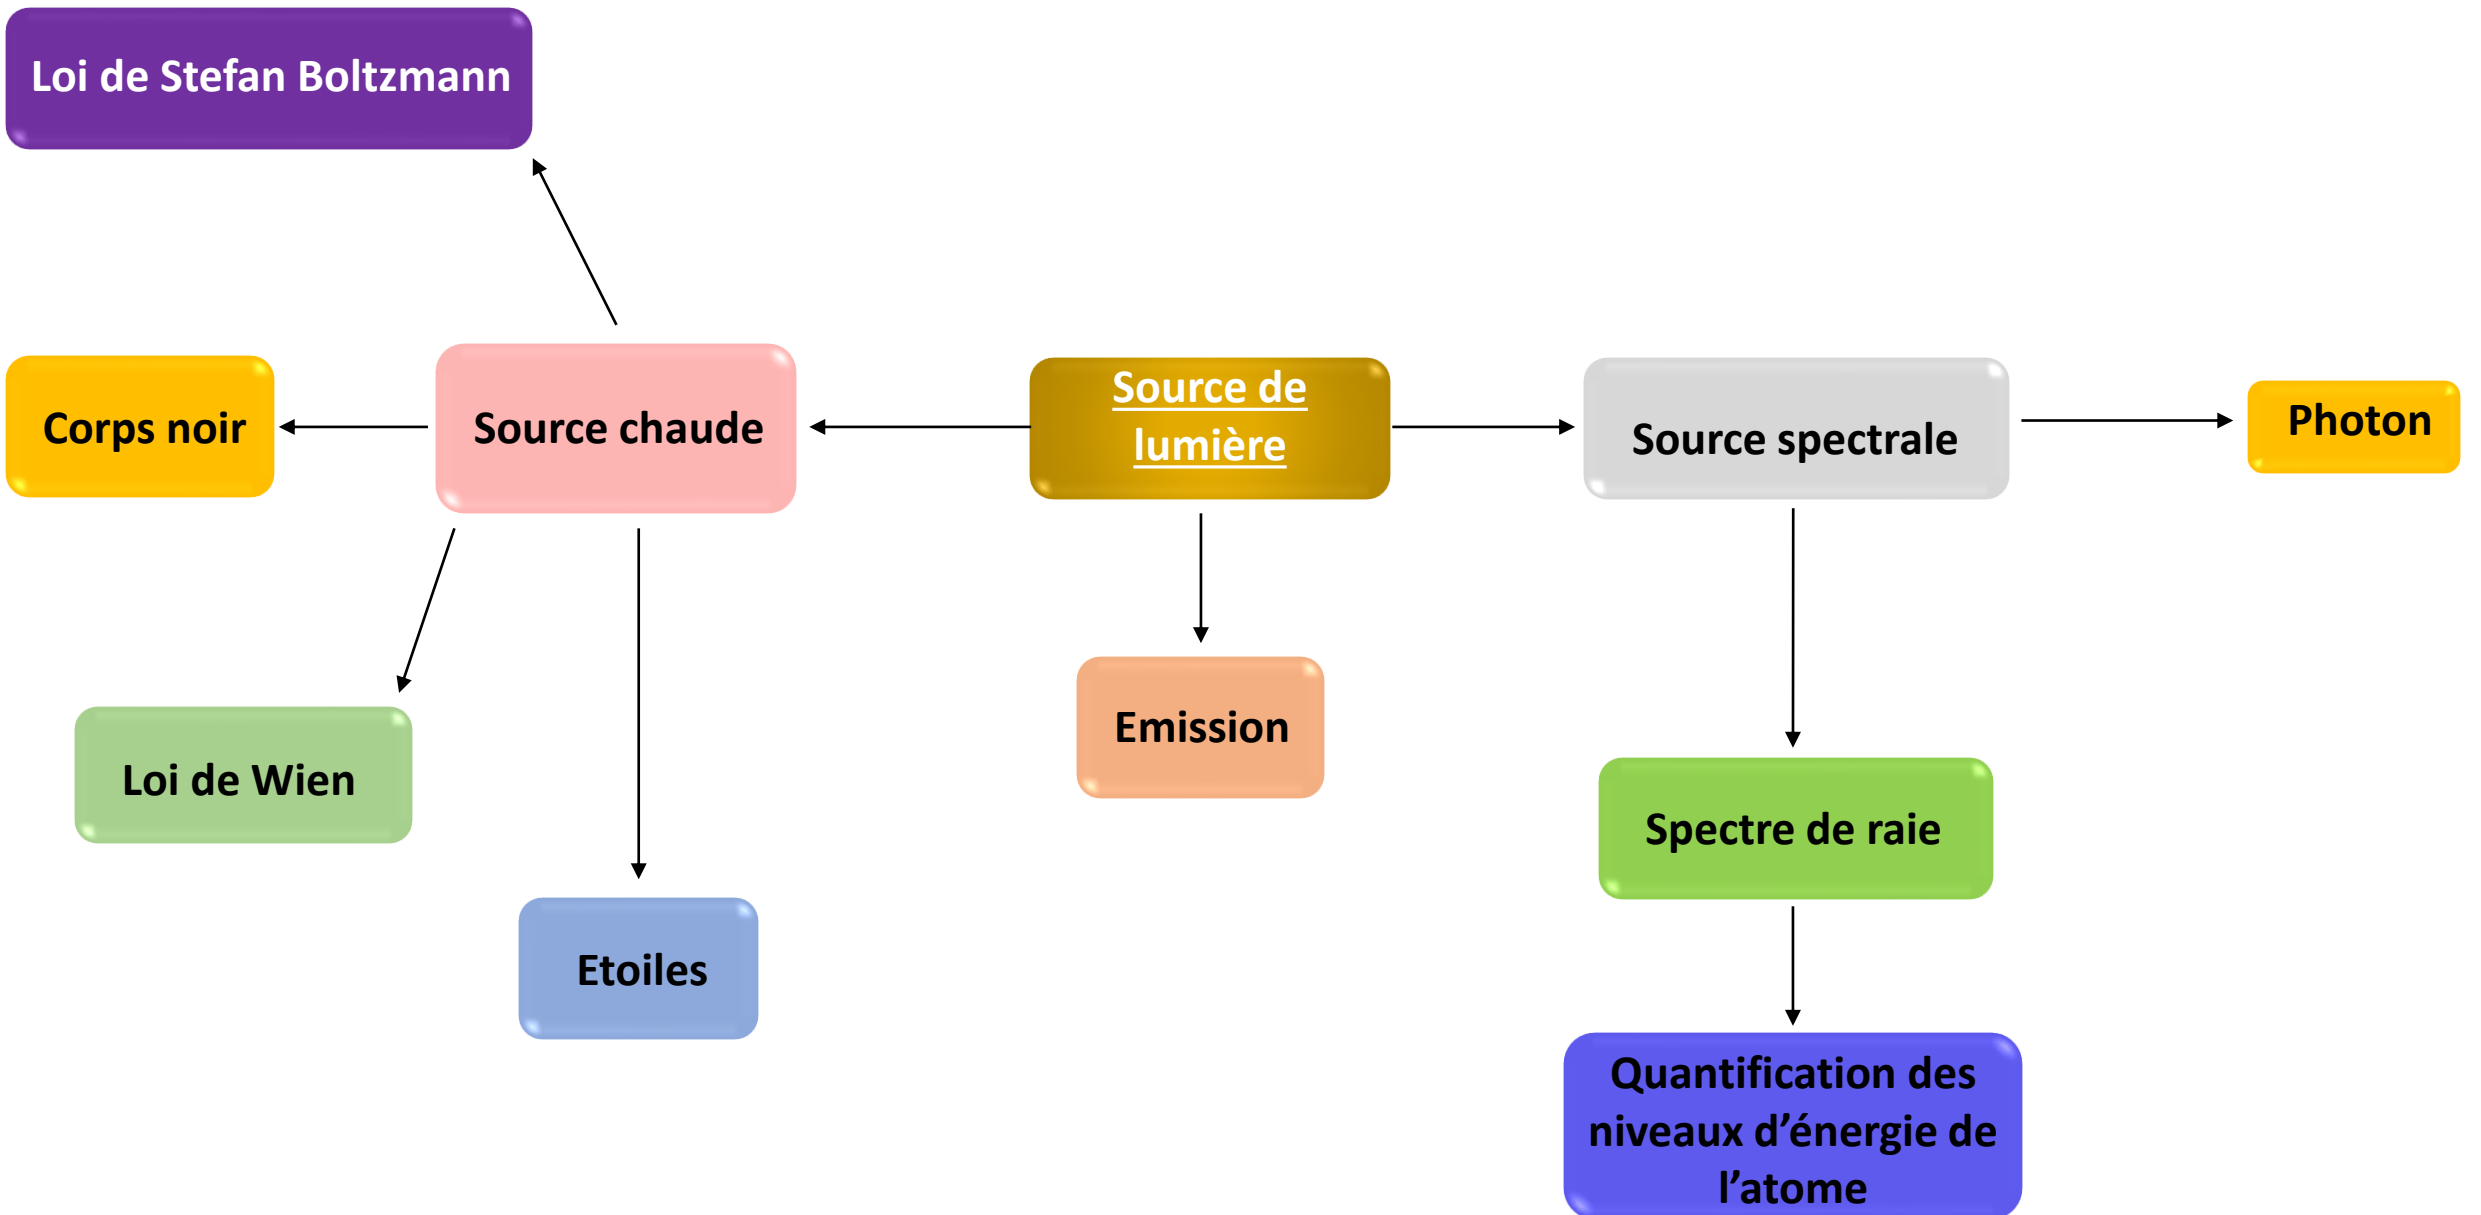 Loi de Stefan Boltzmann
Corps noir
Source chaude
Source de
lumière
Source spectrale
Photon
Loi de Wien
Emission
Spectre de raie
Etoiles
Quantification des
niveaux d’énergie de
l’atome